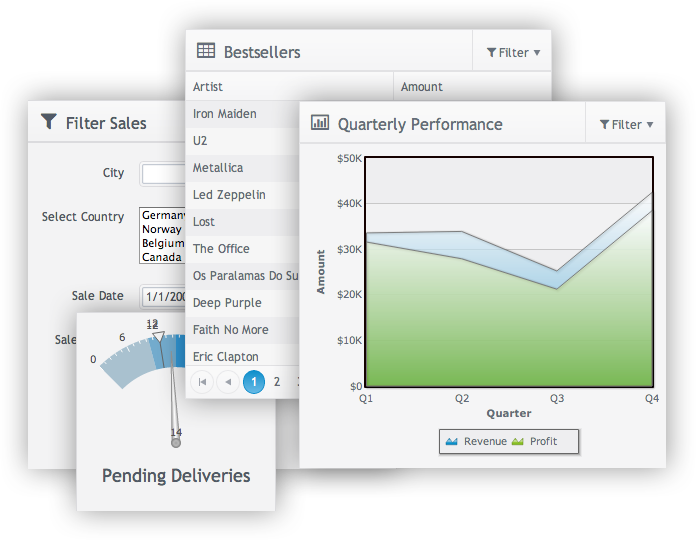 Bestsellers
Filter
Artist
Amount
Iron Maiden
U2
Metallica
Led Zeppelin
Lost
The Office
Os Paralamas Do Su
Deep Purple
Faith No More
Eric Clapton
1 2
Filter Sales
City
Select Country
Germany
Norway
Belgium
Canada
Sale Date
1/1/200
Sale
Quarterly Performance
Filter
$50K
$40K
$30K
$20K
$10K
$0
Amount
Q1 Q2 Q3 Q4
Quarter
Revenue Profit
0
6
12
14
Pending Deliveries